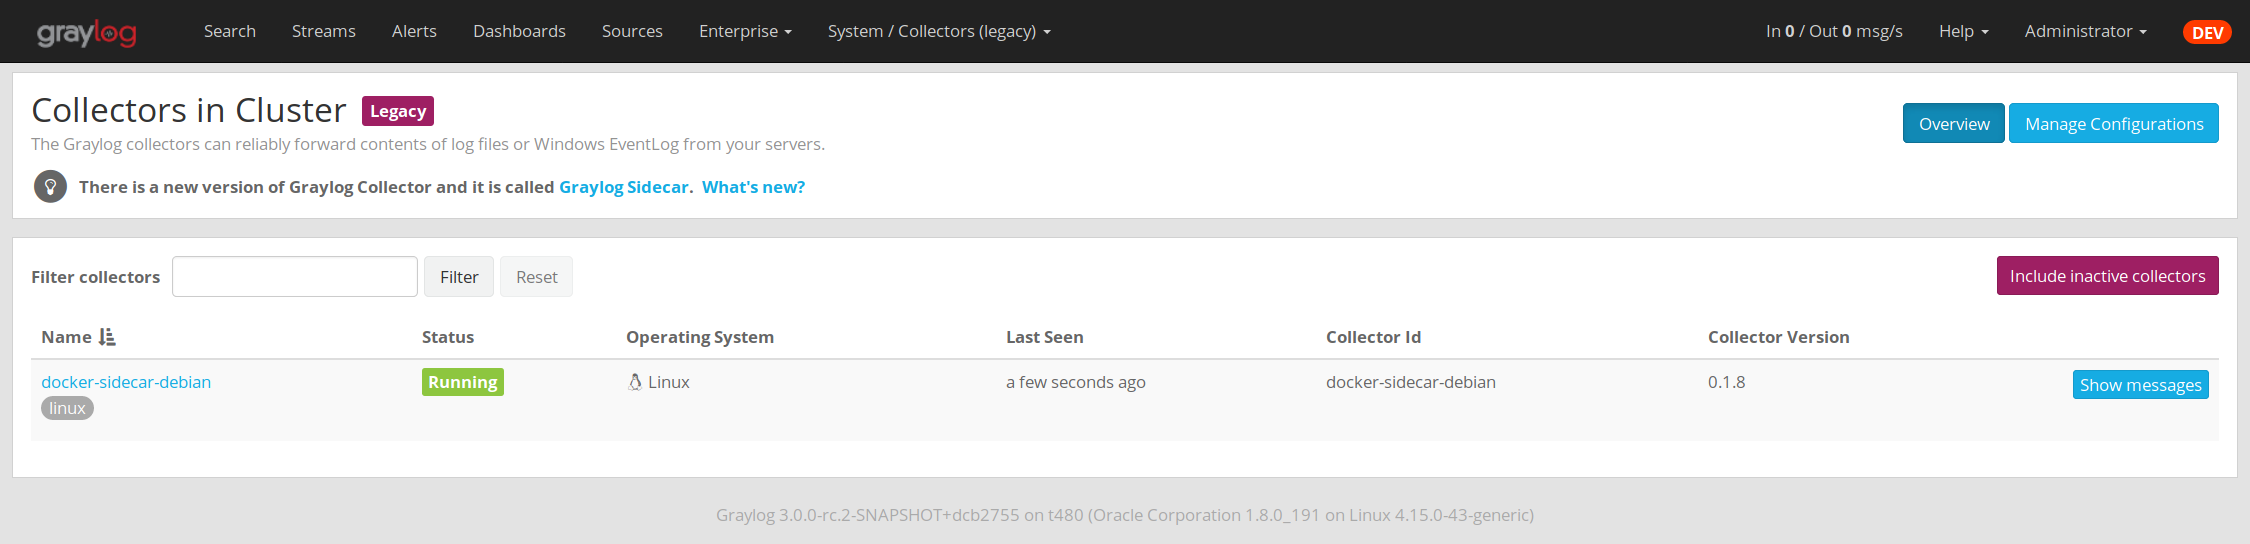 graylog Search Streams Alerts Dashboards Sources Enterprise System / Collectors (legacy) In 0 / Out 0 msg/s Help Administrator DEV
Collectors in Cluster Legacy
Overview Manage Configurations
The Graylog collectors can reliably forward contents of log files or Windows EventLog from your servers.
There is a new version of Graylog Collector and it is called Graylog Sidecar. What's new?
Filter collectors Filter Reset Include inactive collectors
Name Status Operating System Last Seen Collector Id Collector Version
docker-sidecar-debian Running Linux a few seconds ago docker-sidecar-debian 0.1.8 Show messages
linux
Graylog 3.0.0-rc.2-SNAPSHOT+dcb2755 on t480 (Oracle Corporation 1.8.0_191 on Linux 4.15.0-43-generic)